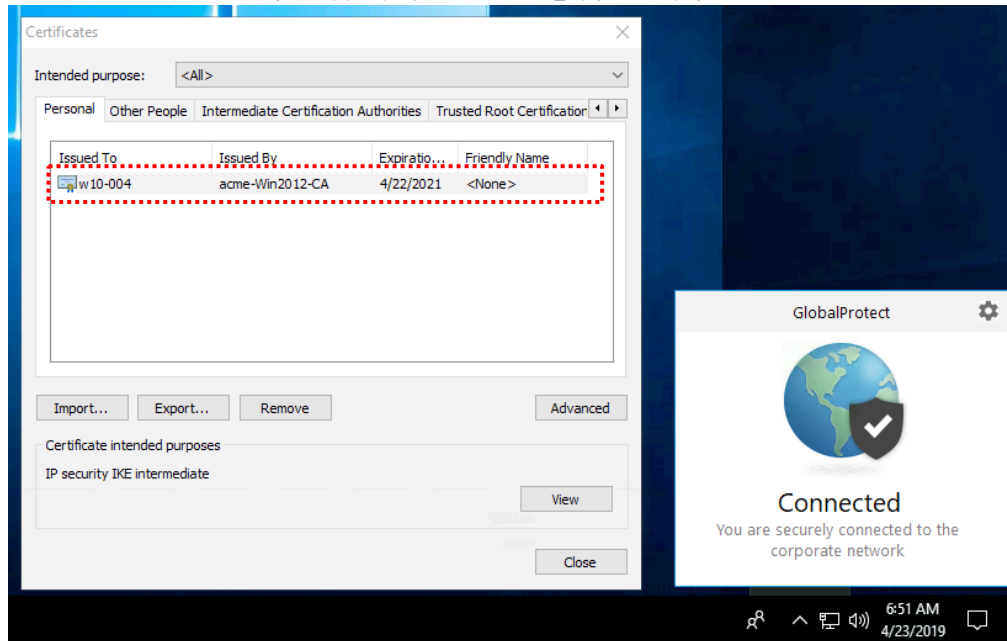 Certificates
Intended purpose: <All>
Personal Other People Intermediate Certification Authorities Trusted Root Certification
Issued To Issued By Expiratio... Friendly Name
w10-004 acme-Win2012-CA 4/22/2021 <None>
Import... Export... Remove Advanced
Certificate intended purposes
IP security IKE intermediate
View
Close
GlobalProtect
Connected
You are securely connected to the
corporate network
6:51 AM
4/23/2019